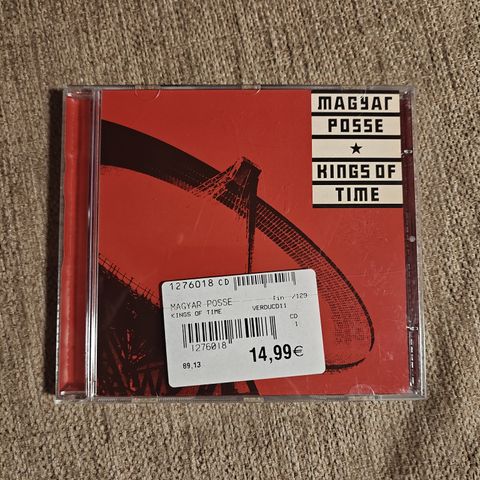 MAGYAR
POSSE
★
KINGS OF
TIME
1276018 CD
MAGYAR POSSE fin /129
KINGS OF TIME VERDUCD11
CD
1
1276018
89,13
14,99€